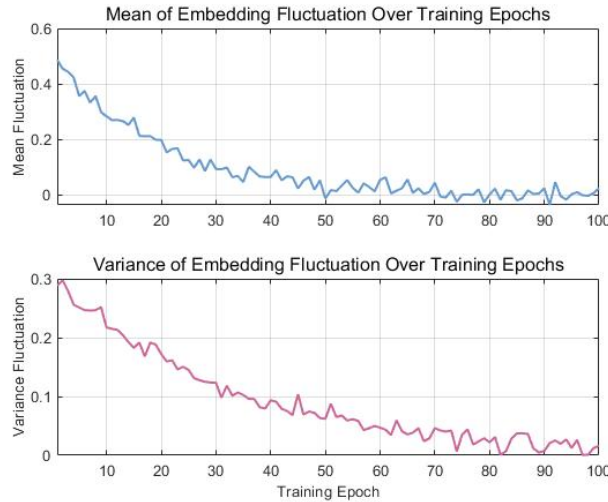 Mean of Embedding Fluctuation Over Training Epochs
0.6
0.4
0.2
0
Mean Fluctuation
10 20 30 40 50 60 70 80 90 100
Variance of Embedding Fluctuation Over Training Epochs
0.3
0.2
0.1
0
Variance Fluctuation
10 20 30 40 50 60 70 80 90 100
Training Epoch